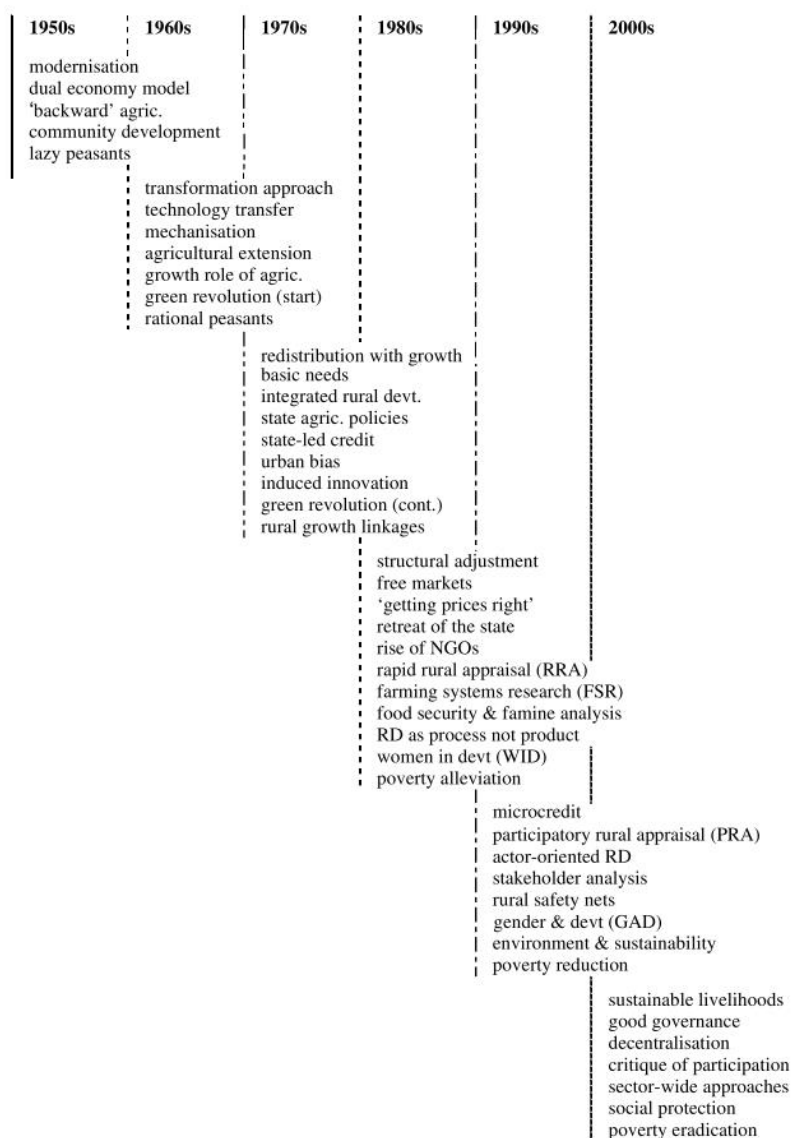 1950s 1960s 1970s 1980s 1990s 2000s
modernisation
dual economy model
‘backward’ agric.
community development
lazy peasants
transformation approach
technology transfer
mechanisation
agricultural extension
growth role of agric.
green revolution (start)
rational peasants
redistribution with growth
basic needs
integrated rural devt.
state agric. policies
state-led credit
urban bias
induced innovation
green revolution (cont.)
rural growth linkages
structural adjustment
free markets
‘getting prices right’
retreat of the state
rise of NGOs
rapid rural appraisal (RRA)
farming systems research (FSR)
food security & famine analysis
RD as process not product
women in devt (WID)
poverty alleviation
microcredit
participatory rural appraisal (PRA)
actor-oriented RD
stakeholder analysis
rural safety nets
gender & devt (GAD)
environment & sustainability
poverty reduction
sustainable livelihoods
good governance
decentralisation
critique of participation
sector-wide approaches
social protection
poverty eradication